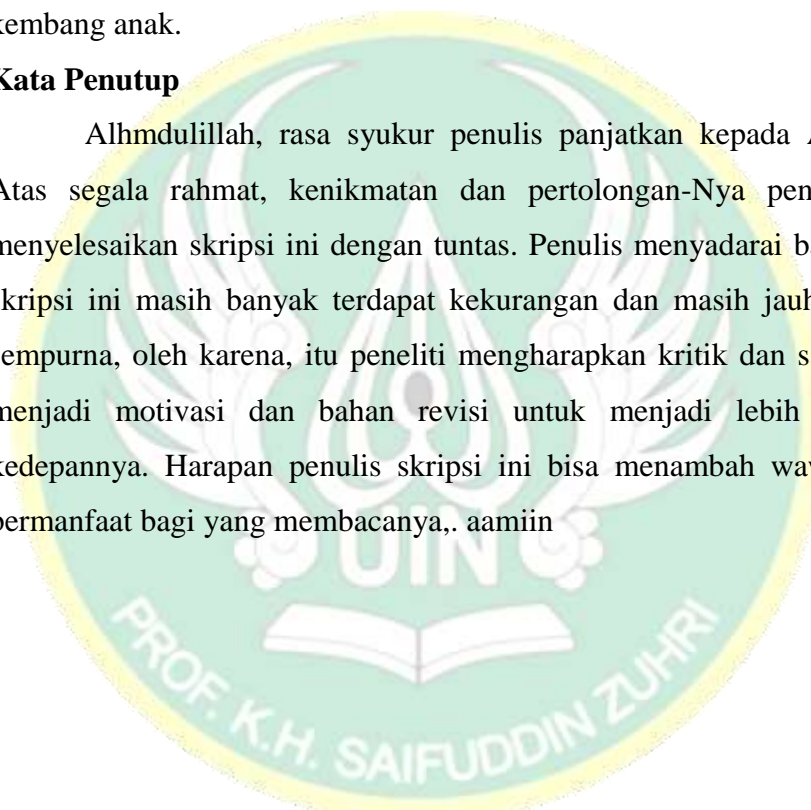 kembang anak.
Kata Penutup
Alhmdulillah, rasa syukur penulis panjatkan kepada
Atas segala rahmat, kenikmatan dan pertolongan-Nya
menyelesaikan skripsi ini dengan tuntas. Penulis menyadarai
skripsi ini masih banyak terdapat kekurangan dan masih
sempurna, oleh karena, itu peneliti mengharapkan kritik dan
menjadi motivasi dan bahan revisi untuk menjadi lebih
kedepannya. Harapan penulis skripsi ini bisa menambah
bermanfaat bagi yang membacanya,. aamiin
UIN
PROF. K.H. SAIFUDDIN ZUHRI